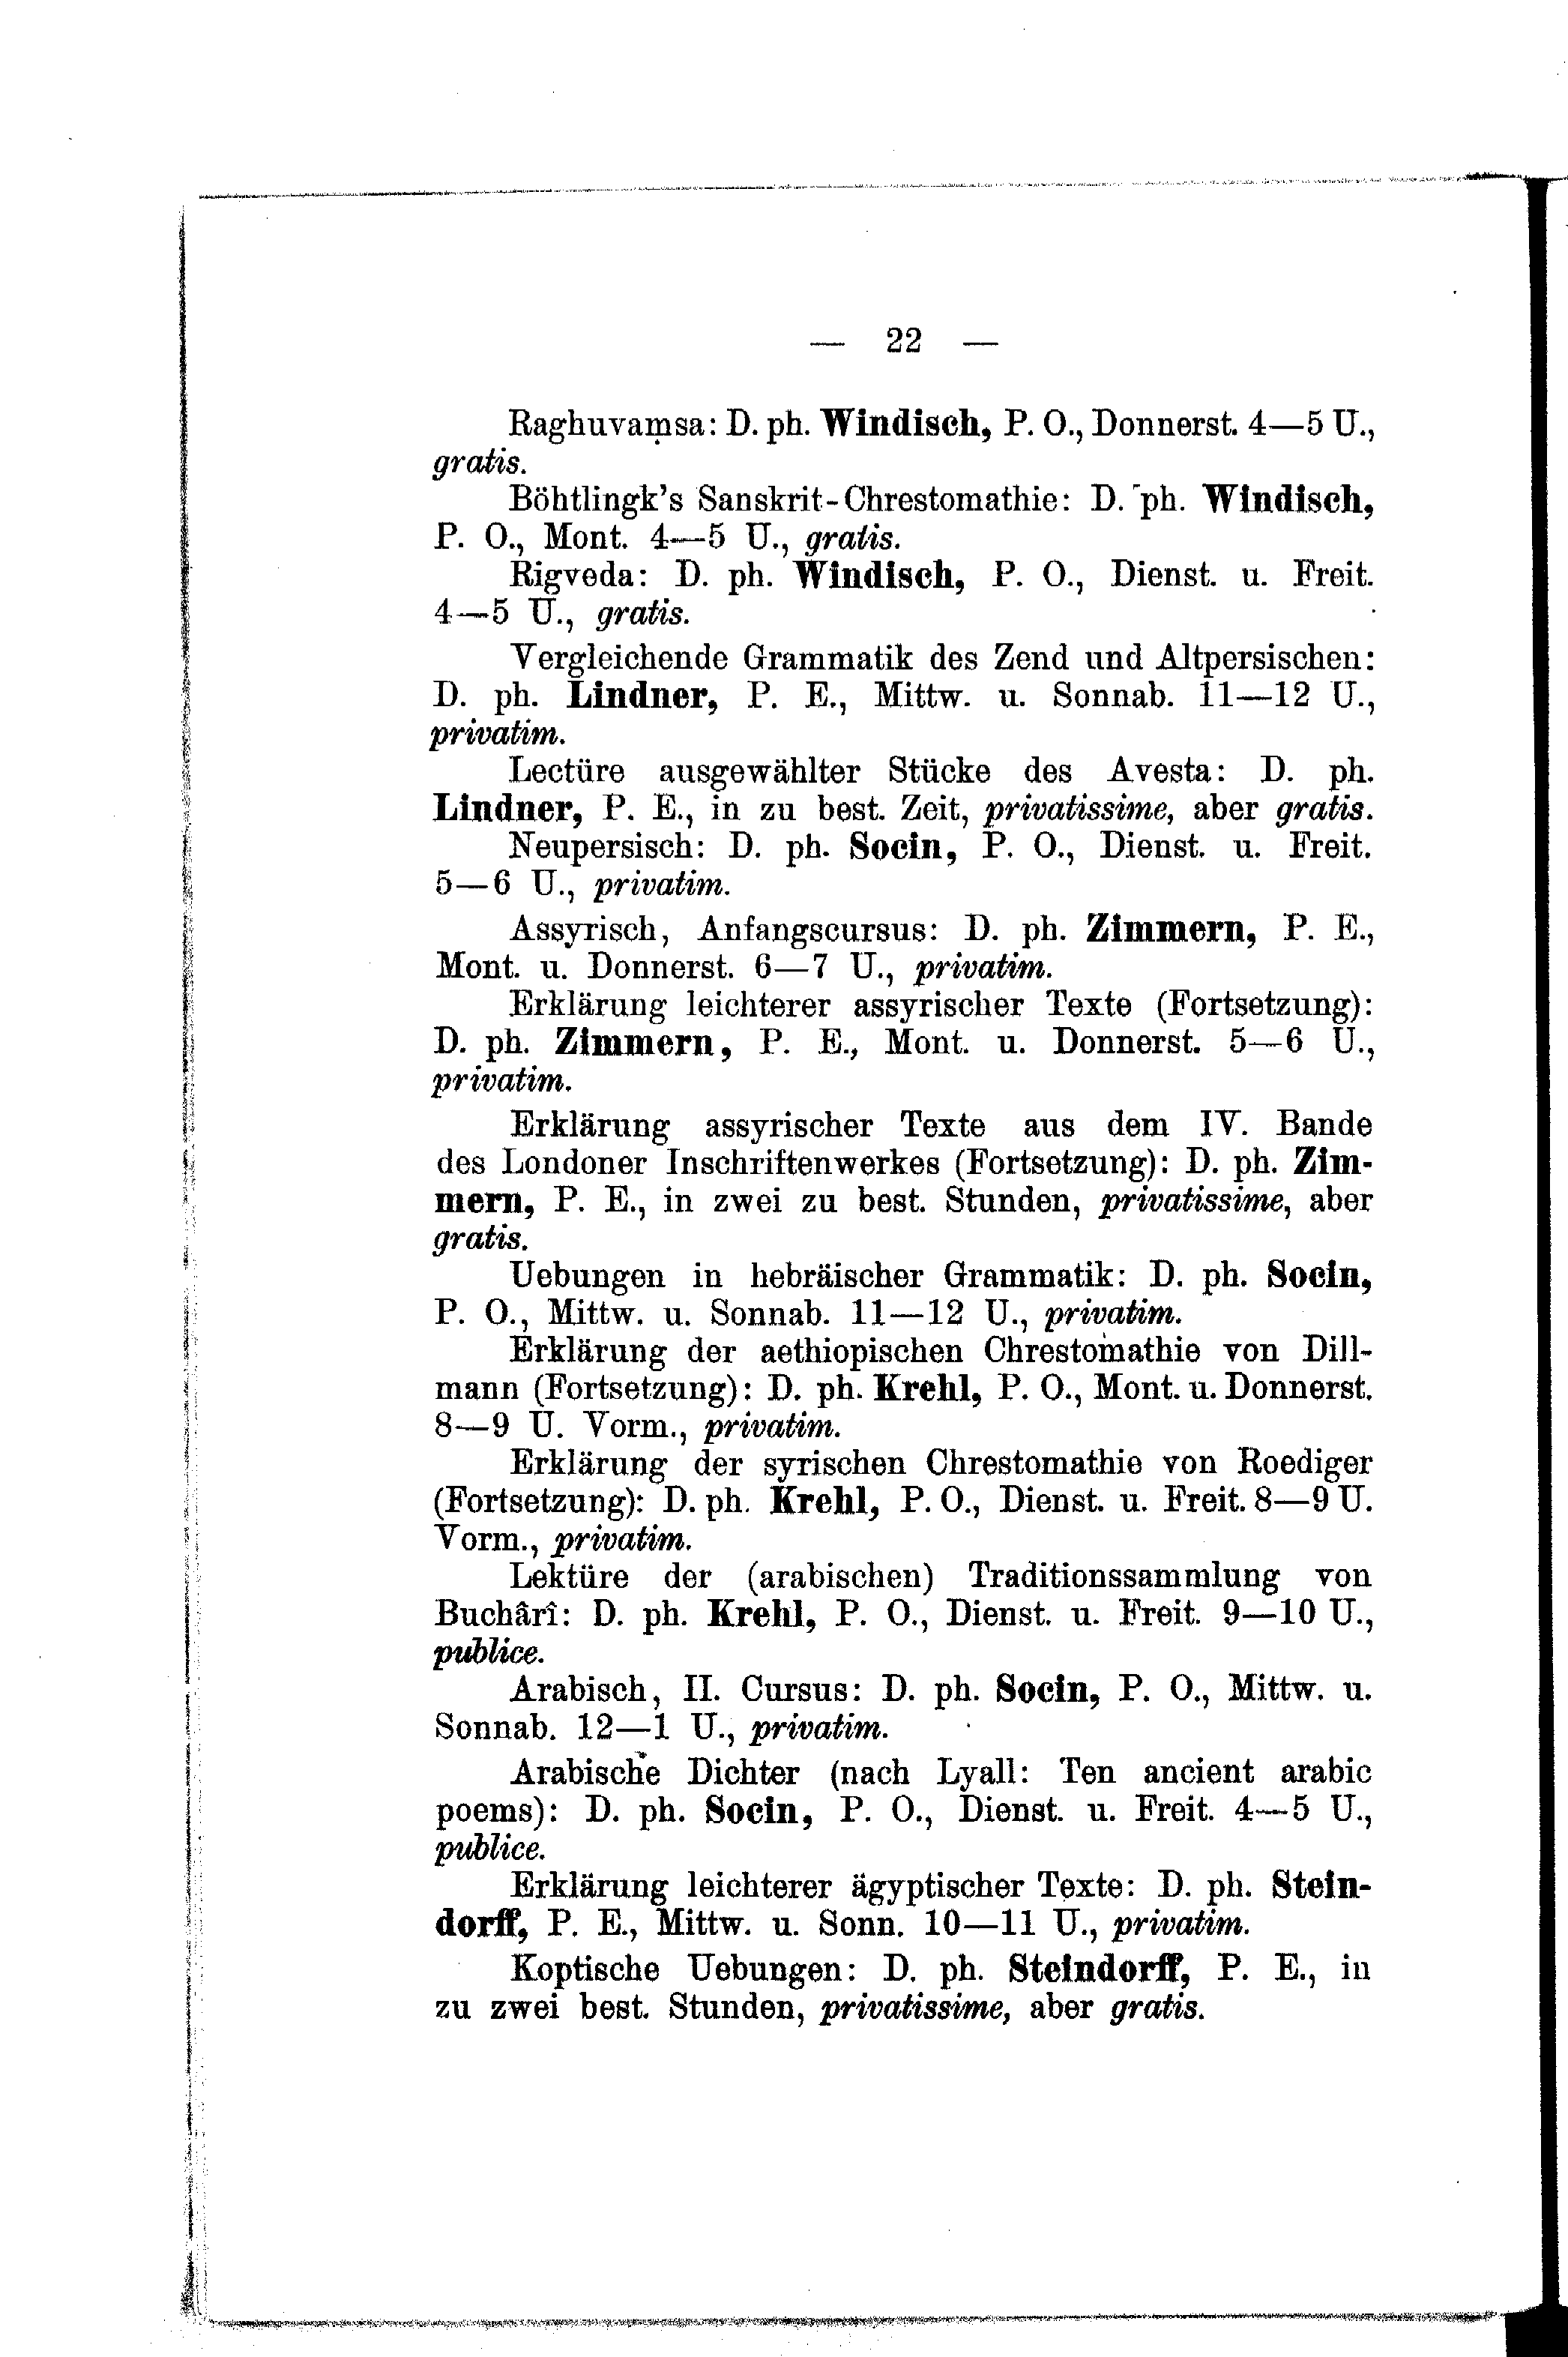 — 22 —
Raghuvaṃsa: D. ph. Windisch, P. O., Donnerst. 4—5 U.,
gratis.
Böhtlingk's Sanskrit-Chrestomathie: D. ph. Windisch,
P. O., Mont. 4—5 U., gratis.
Rigveda: D. ph. Windisch, P. O., Dienst. u. Freit.
4—5 U., gratis.
Vergleichende Grammatik des Zend und Altpersischen:
D. ph. Lindner, P. E., Mittw. u. Sonnab. 11—12 U.,
privatim.
Lectüre ausgewählter Stücke des Avesta: D. ph.
Lindner, P. E., in zu best. Zeit, privatissime, aber gratis.
Neupersisch: D. ph. Socin, P. O., Dienst. u. Freit.
5—6 U., privatim.
Assyrisch, Anfangscursus: D. ph. Zimmern, P. E.,
Mont. u. Donnerst. 6—7 U., privatim.
Erklärung leichterer assyrischer Texte (Fortsetzung):
D. ph. Zimmern, P. E., Mont. u. Donnerst. 5—6 U.,
privatim.
Erklärung assyrischer Texte aus dem IV. Bande
des Londoner Inschriftenwerkes (Fortsetzung): D. ph. Zim-
mern, P. E., in zwei zu best. Stunden, privatissime, aber
gratis.
Uebungen in hebräischer Grammatik: D. ph. Socin,
P. O., Mittw. u. Sonnab. 11—12 U., privatim.
Erklärung der aethiopischen Chrestomathie von Dill-
mann (Fortsetzung): D. ph. Krehl, P. O., Mont. u. Donnerst.
8—9 U. Vorm., privatim.
Erklärung der syrischen Chrestomathie von Roediger
(Fortsetzung): D. ph. Krehl, P. O., Dienst. u. Freit. 8—9 U.
Vorm., privatim.
Lektüre der (arabischen) Traditionssammlung von
Buchârî: D. ph. Krehl, P. O., Dienst. u. Freit. 9—10 U.,
publice.
Arabisch, II. Cursus: D. ph. Socin, P. O., Mittw. u.
Sonnab. 12—1 U., privatim.
Arabische Dichter (nach Lyall: Ten ancient arabic
poems): D. ph. Socin, P. O., Dienst. u. Freit. 4—5 U.,
publice.
Erklärung leichterer ägyptischer Texte: D. ph. Stein-
dorff, P. E., Mittw. u. Sonn. 10—11 U., privatim.
Koptische Uebungen: D. ph. Steindorff, P. E., in
zu zwei best. Stunden, privatissime, aber gratis.